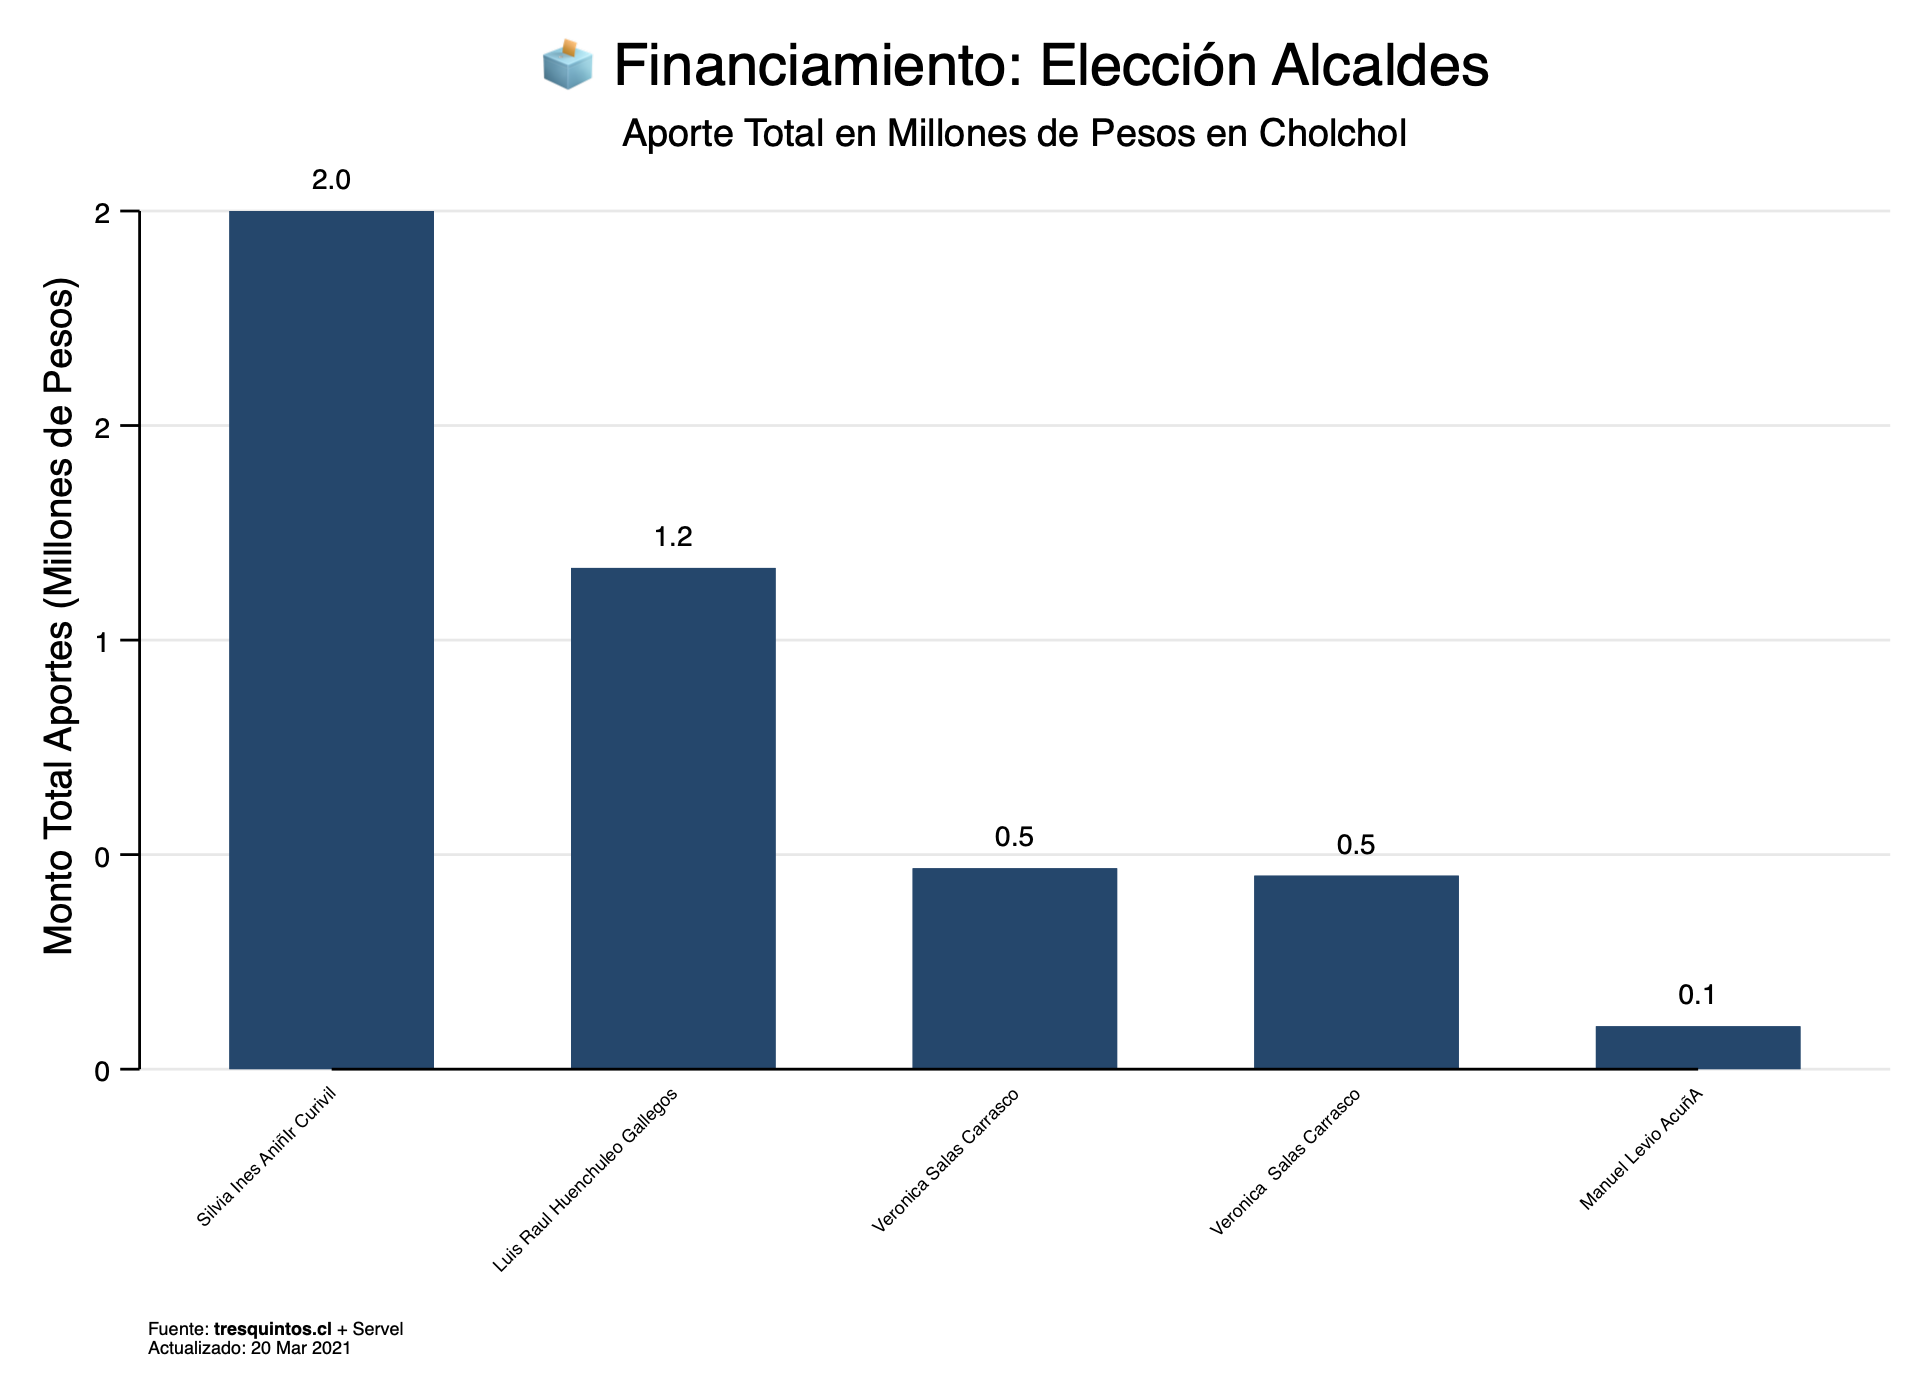 Financiamiento: Elección Alcaldes
Aporte Total en Millones de Pesos en Cholchol
Monto Total Aportes (Millones de Pesos)
2
2
1
0
0
2.0
1.2
0.5
0.5
0.1
Silvia Ines Aniñlr Curivil
Luis Raul Huenchuleo Gallegos
Veronica Salas Carrasco
Veronica  Salas Carrasco
Manuel Levio AcuñA
Fuente: tresquintos.cl + Servel
Actualizado: 20 Mar 2021